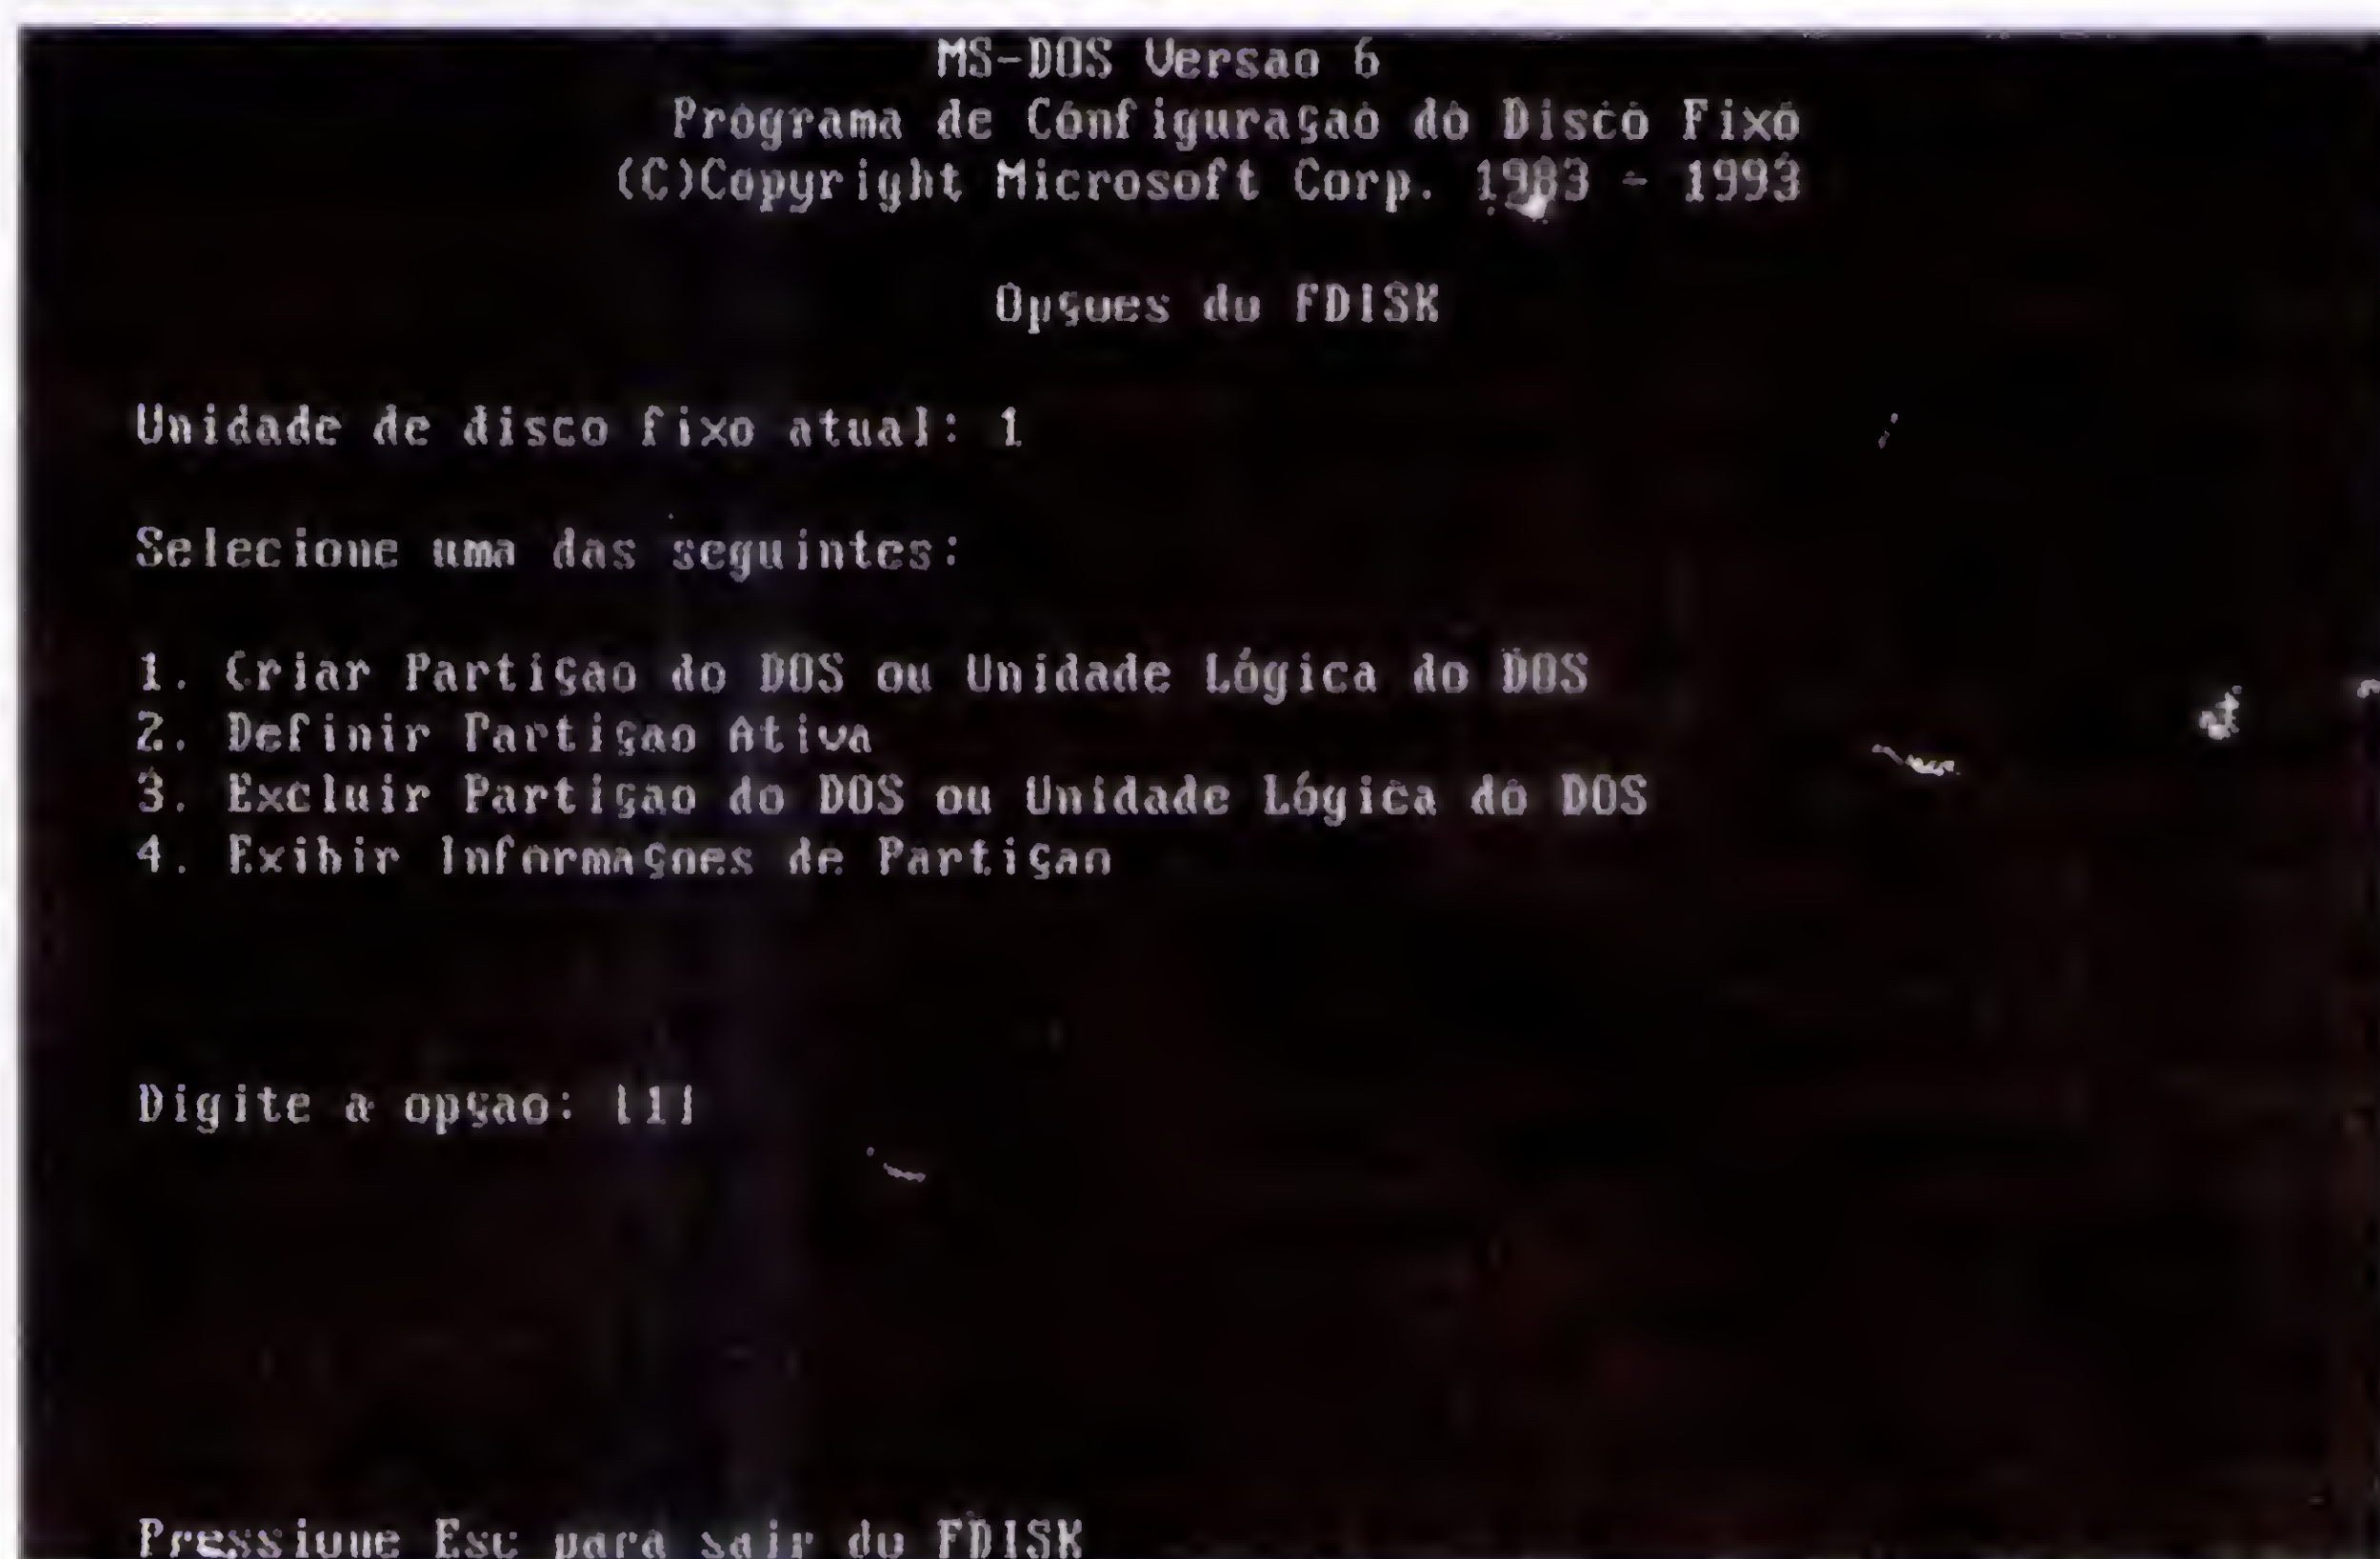 MS-DOS Versao 6
Programa de Configuraçao do Disco Fixo
(C)Copyright Microsoft Corp. 1983 - 1993
Opçoes do FDISK
Unidade de disco fixo atual: 1
Selecione uma das seguintes:
1. Criar Partiçao do DOS ou Unidade Lógica do DOS
2. Definir Partiçao Ativa
3. Excluir Partiçao do DOS ou Unidade Lógica do DOS
4. Exibir Informaçoes de Partiçao
Digite a opçao: [1]
Pressione Esc para sair do FDISK